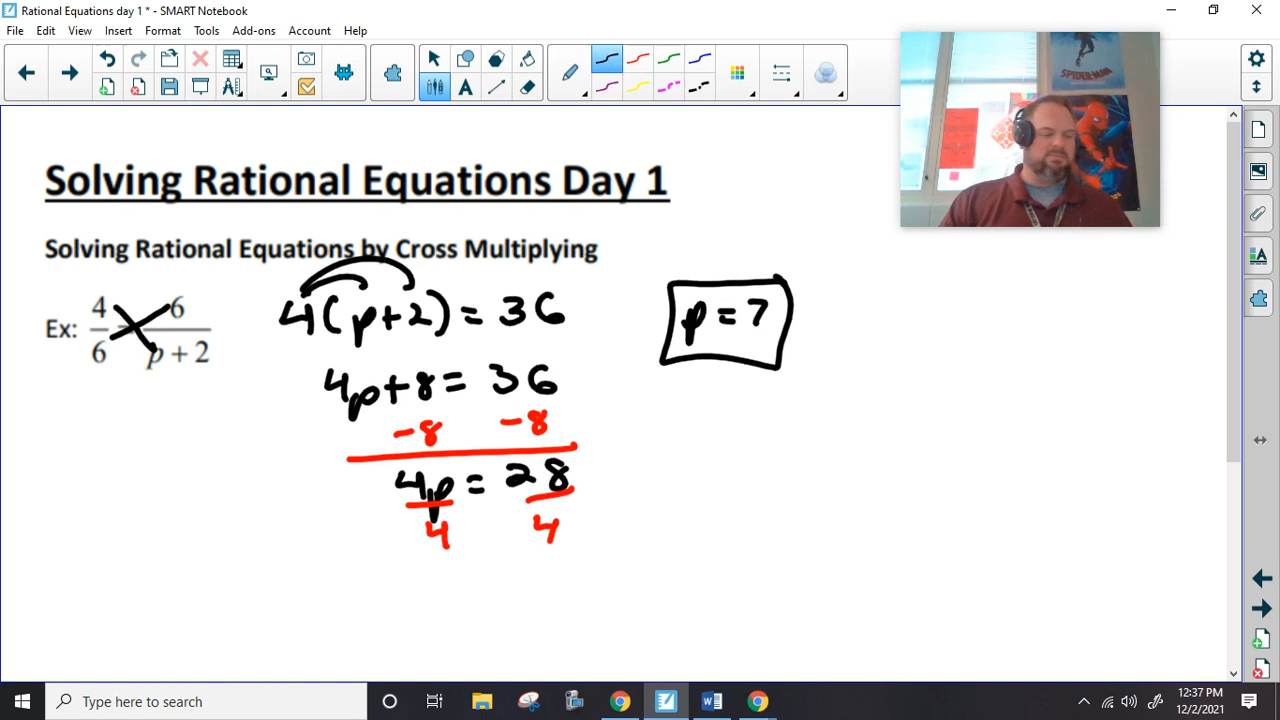 Rational Equations day 1 * - SMART Notebook
File Edit View Insert Format Tools Add-ons Account Help
SPIDER-MAN
Solving Rational Equations Day 1
Solving Rational Equations by Cross Multiplying
Ex: 4/6 = 6/(p + 2)
4(p+2) = 36
4p+8 = 36
-8 -8
4p = 28
4 4
p = 7
Type here to search
12:37 PM
12/2/2021